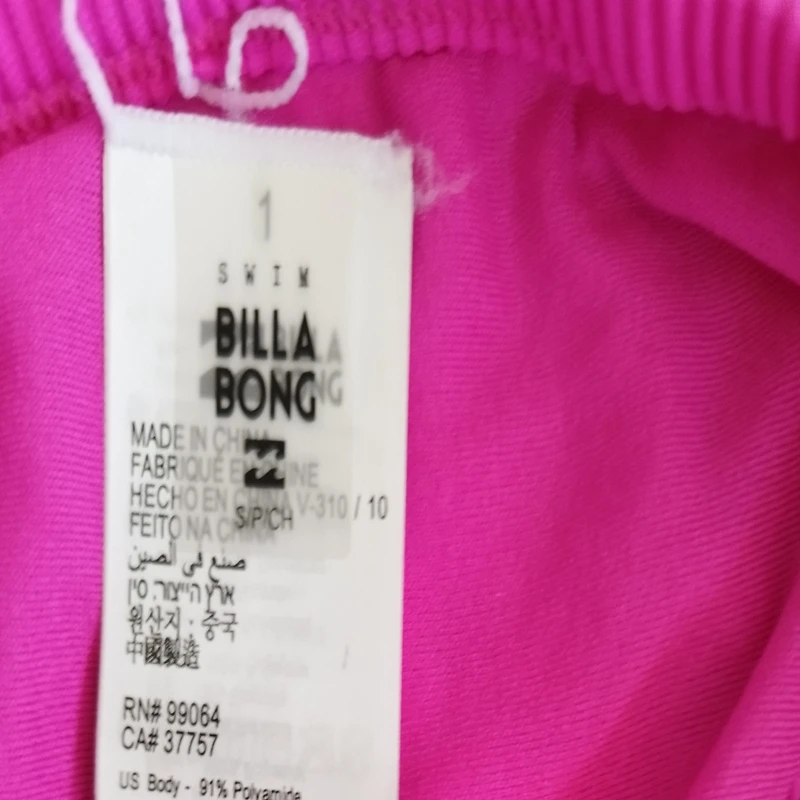 1
SWIM
BILLA
BONG
MADE IN CHINA
FABRIQUÉ EN CHINE
HECHO EN CHINA V-310 / 10
S/P/CH
FEITO NA CHINA
صنع في الصين
ארץ הייצור: סין
원산지 : 중국
中國製造
RN# 99064
CA# 37757
US Body - 91% Polyamide